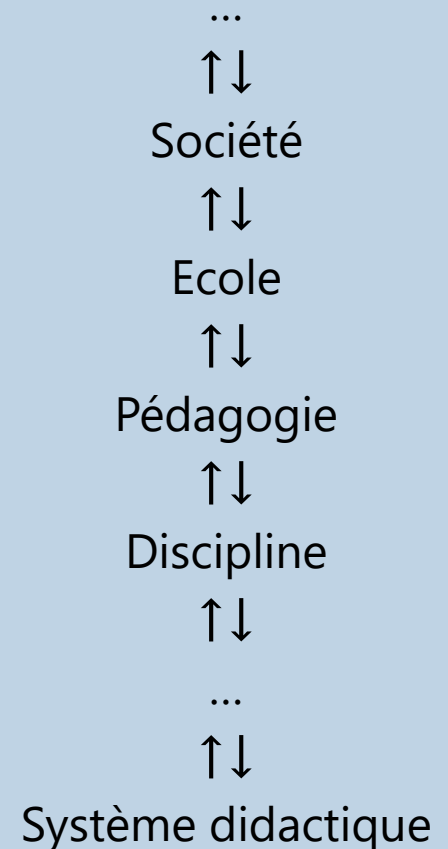 ...
↑↓
Société
↑↓
Ecole
↑↓
Pédagogie
↑↓
Discipline
↑↓
...
↑↓
Système didactique